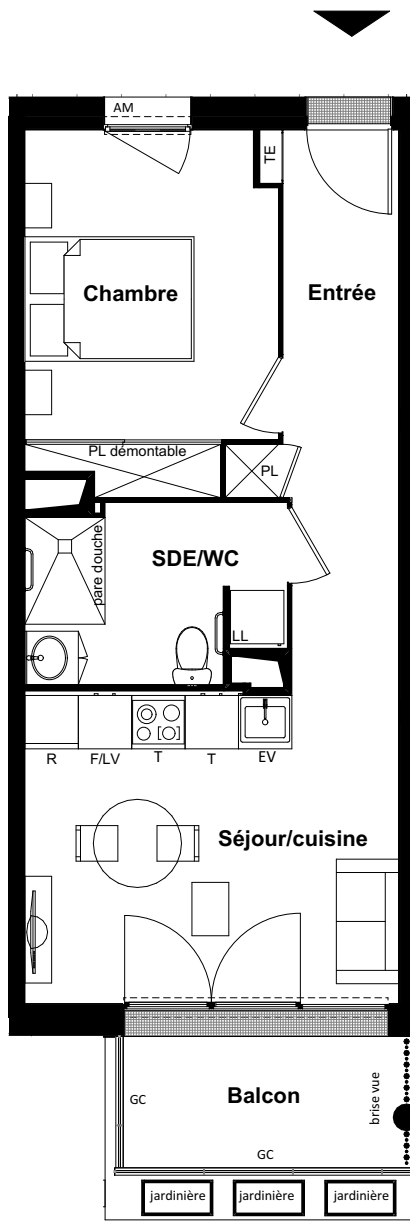 AM
TE
Chambre
Entrée
PL démontable
PL
pare douche
SDE/WC
LL
R
F/LV
T
T
EV
Séjour/cuisine
GC
Balcon
brise vue
GC
jardinière
jardinière
jardinière